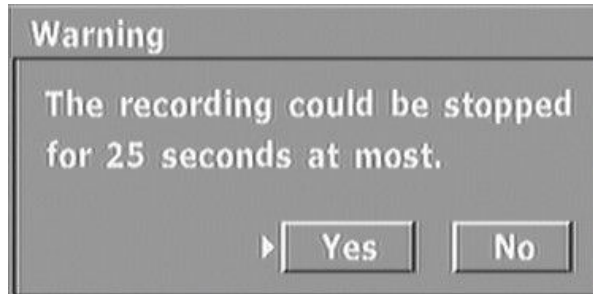 Warning
The recording could be stopped
for 25 seconds at most.
Yes No